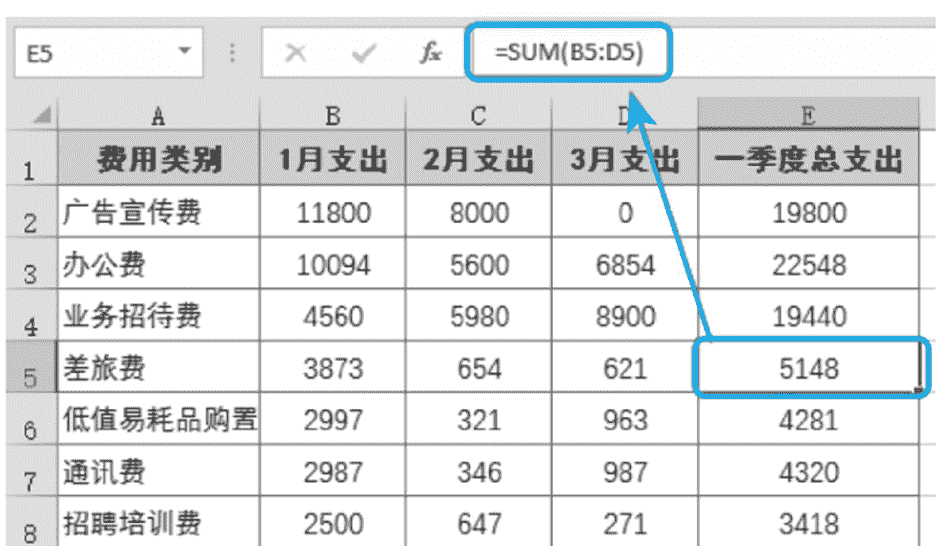 E5 fx =SUM(B5:D5)
A B C D E
1 费用类别 1月支出 2月支出 3月支出 一季度总支出
2 广告宣传费 11800 8000 0 19800
3 办公费 10094 5600 6854 22548
4 业务招待费 4560 5980 8900 19440
5 差旅费 3873 654 621 5148
6 低值易耗品购置 2997 321 963 4281
7 通讯费 2987 346 987 4320
8 招聘培训费 2500 647 271 3418